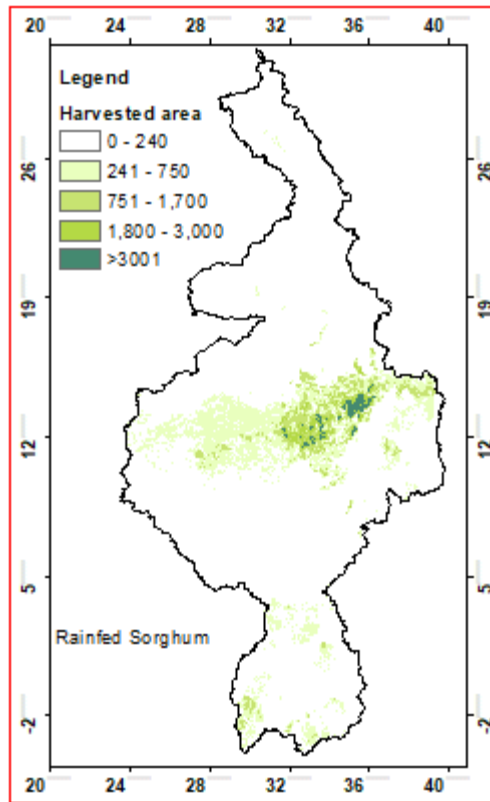 20 24 28 32 36 40
Legend
Harvested area
0 - 240
241 - 750
751 - 1,700
1,800 - 3,000
>3001
26 26
19 19
12 12
5 5
Rainfed Sorghum
-2 -2
20 24 28 32 36 40